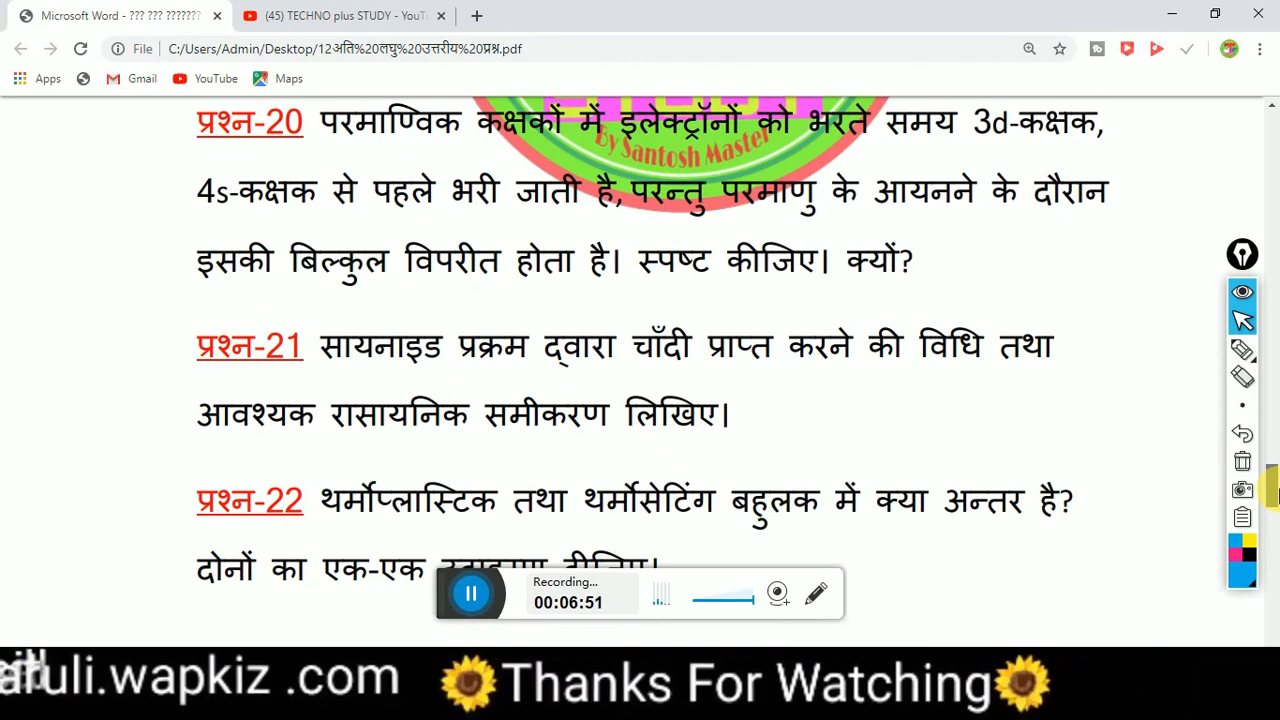 Microsoft Word - ??? ??? ???????
(45) TECHNO plus STUDY - YouTu
File
C:/Users/Admin/Desktop/12अति%20लघु%20उत्तरीय%20प्रश्न.pdf
Apps
Gmail
YouTube
Maps
By Santosh Master
प्रश्न-20 परमाण्विक कक्षकों में इलेक्ट्रॉनों को भरते समय 3d-कक्षक,
4s-कक्षक से पहले भरी जाती है, परन्तु परमाणु के आयनने के दौरान
इसकी बिल्कुल विपरीत होता है। स्पष्ट कीजिए। क्यों?
प्रश्न-21 सायनाइड प्रक्रम द्वारा चाँदी प्राप्त करने की विधि तथा
आवश्यक रासायनिक समीकरण लिखिए।
प्रश्न-22 थर्मोप्लास्टिक तथा थर्मोसेटिंग बहुलक में क्या अन्तर है?
दोनों का एक-एक
Recording...
00:06:51
afuli.wapkiz .com Thanks For Watching